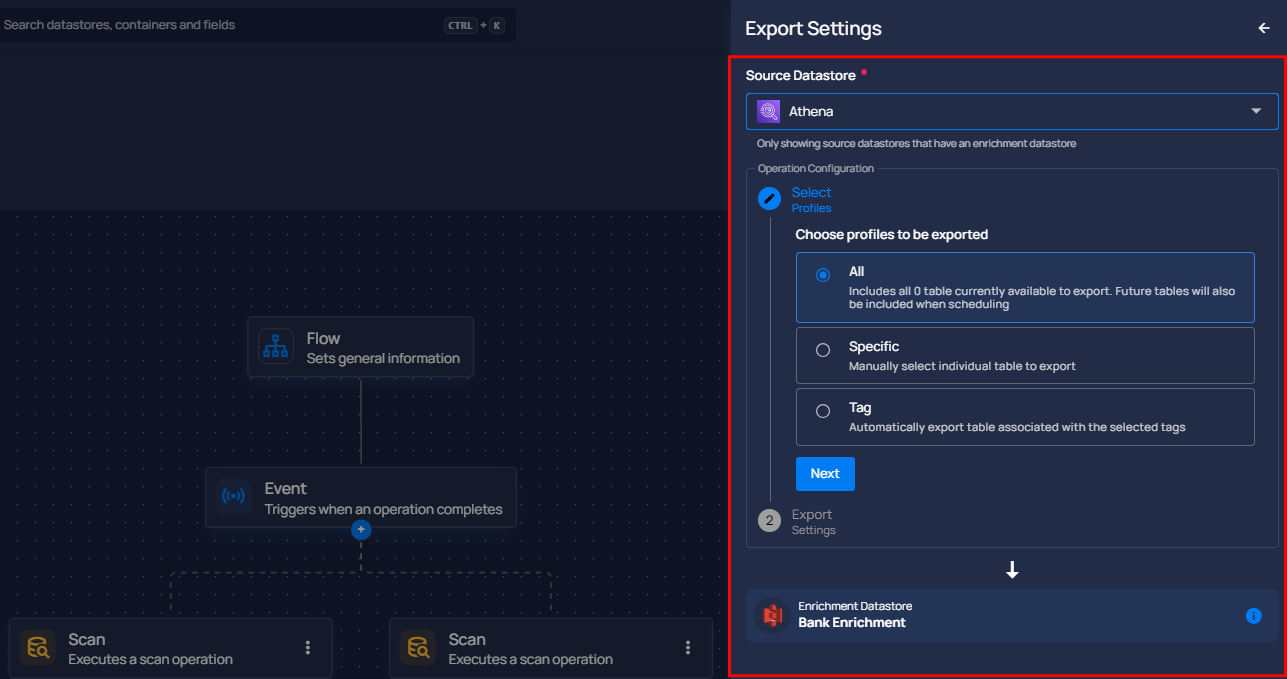 Search datastores, containers and fields
CTRL + K
Flow
Sets general information
Event
Triggers when an operation completes
Scan
Executes a scan operation
Scan
Executes a scan operation
Export Settings
Source Datastore
Athena
Only showing source datastores that have an enrichment datastore
Operation Configuration
Select
Profiles
Choose profiles to be exported
All
Includes all 0 table currently available to export. Future tables will also
be included when scheduling
Specific
Manually select individual table to export
Tag
Automatically export table associated with the selected tags
Next
2
Export
Settings
Enrichment Datastore
Bank Enrichment